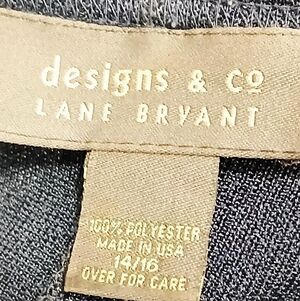 designs & Co
LANE BRYANT
100% POLYESTER
MADE IN USA
14/16
OVER FOR CARE